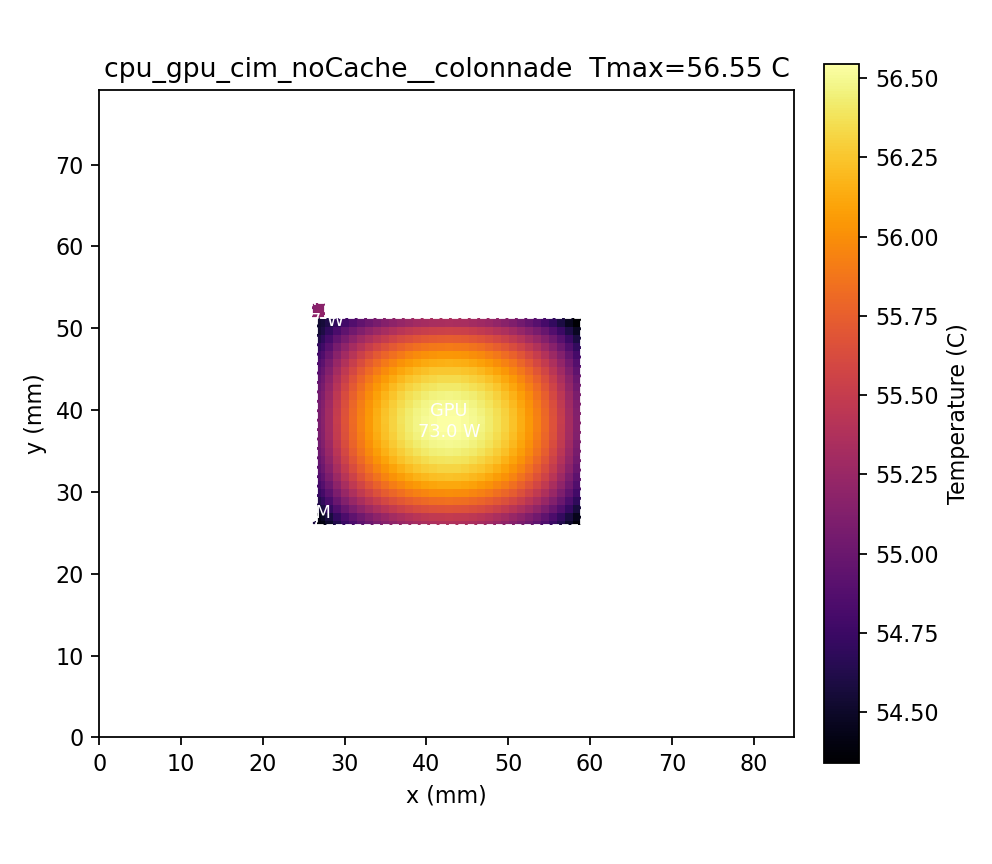 cpu_gpu_cim_noCache__colonnade  Tmax=56.55 C
70
60
50
40
30
20
10
0
y (mm)
W
GPU
73.0 W
M
0 10 20 30 40 50 60 70 80
x (mm)
56.50
56.25
56.00
55.75
55.50
55.25
55.00
54.75
54.50
Temperature (C)